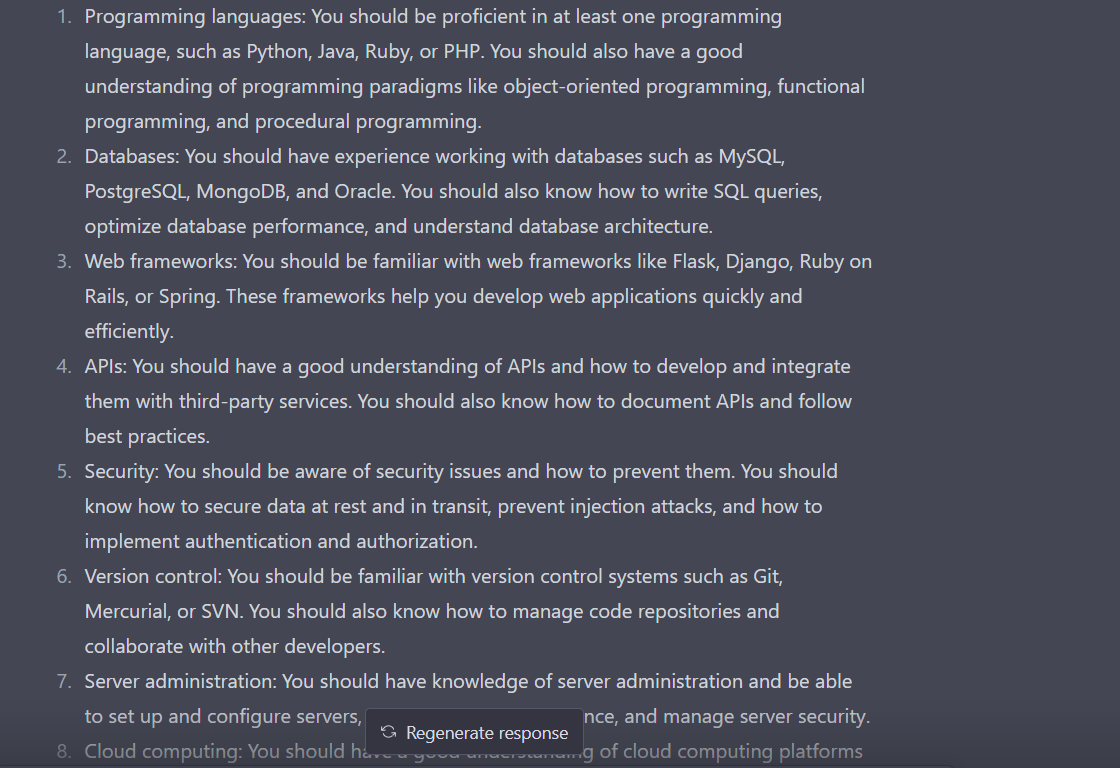 1. Programming languages: You should be proficient in at least one programming
language, such as Python, Java, Ruby, or PHP. You should also have a good
understanding of programming paradigms like object-oriented programming, functional
programming, and procedural programming.
2. Databases: You should have experience working with databases such as MySQL,
PostgreSQL, MongoDB, and Oracle. You should also know how to write SQL queries,
optimize database performance, and understand database architecture.
3. Web frameworks: You should be familiar with web frameworks like Flask, Django, Ruby on
Rails, or Spring. These frameworks help you develop web applications quickly and
efficiently.
4. APIs: You should have a good understanding of APIs and how to develop and integrate
them with third-party services. You should also know how to document APIs and follow
best practices.
5. Security: You should be aware of security issues and how to prevent them. You should
know how to secure data at rest and in transit, prevent injection attacks, and how to
implement authentication and authorization.
6. Version control: You should be familiar with version control systems such as Git,
Mercurial, or SVN. You should also know how to manage code repositories and
collaborate with other developers.
7. Server administration: You should have knowledge of server administration and be able
to set up and configure servers, nce, and manage server security.
Regenerate response
8. Cloud computing: You should have a good understanding of cloud computing platforms